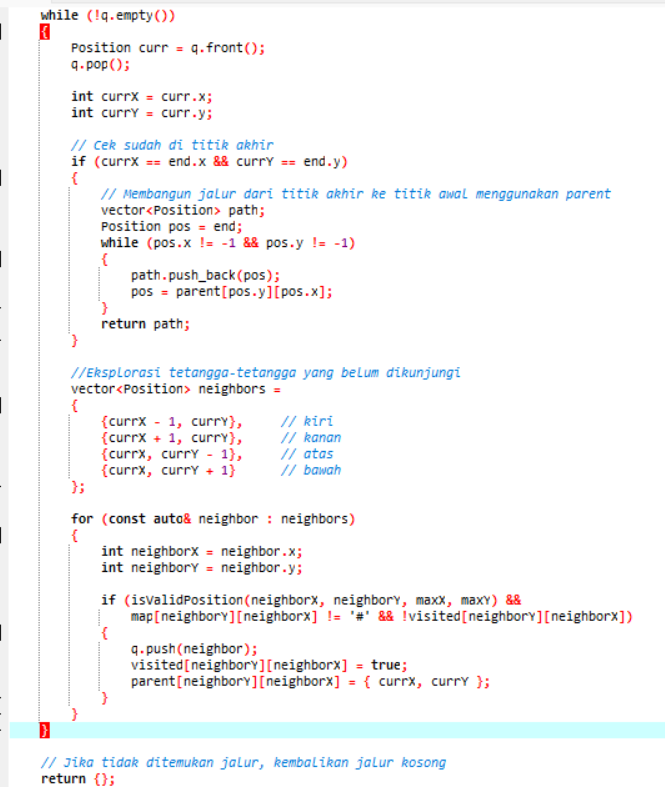 while (!q.empty())
{
    Position curr = q.front();
    q.pop();

    int currX = curr.x;
    int currY = curr.y;

    // Cek sudah di titik akhir
    if (currX == end.x && currY == end.y)
    {
        // Membangun jalur dari titik akhir ke titik awal menggunakan parent
        vector<Position> path;
        Position pos = end;
        while (pos.x != -1 && pos.y != -1)
        {
            path.push_back(pos);
            pos = parent[pos.y][pos.x];
        }
        return path;
    }

    //Eksplorasi tetangga-tetangga yang belum dikunjungi
    vector<Position> neighbors =
    {
        {currX - 1, currY},     // kiri
        {currX + 1, currY},     // kanan
        {currX, currY - 1},     // atas
        {currX, currY + 1}      // bawah
    };

    for (const auto& neighbor : neighbors)
    {
        int neighborX = neighbor.x;
        int neighborY = neighbor.y;

        if (isValidPosition(neighborX, neighborY, maxX, maxY) &&
            map[neighborY][neighborX] != '#' && !visited[neighborY][neighborX])
        {
            q.push(neighbor);
            visited[neighborY][neighborX] = true;
            parent[neighborY][neighborX] = { currX, currY };
        }
    }
}

// Jika tidak ditemukan jalur, kembalikan jalur kosong
return {};